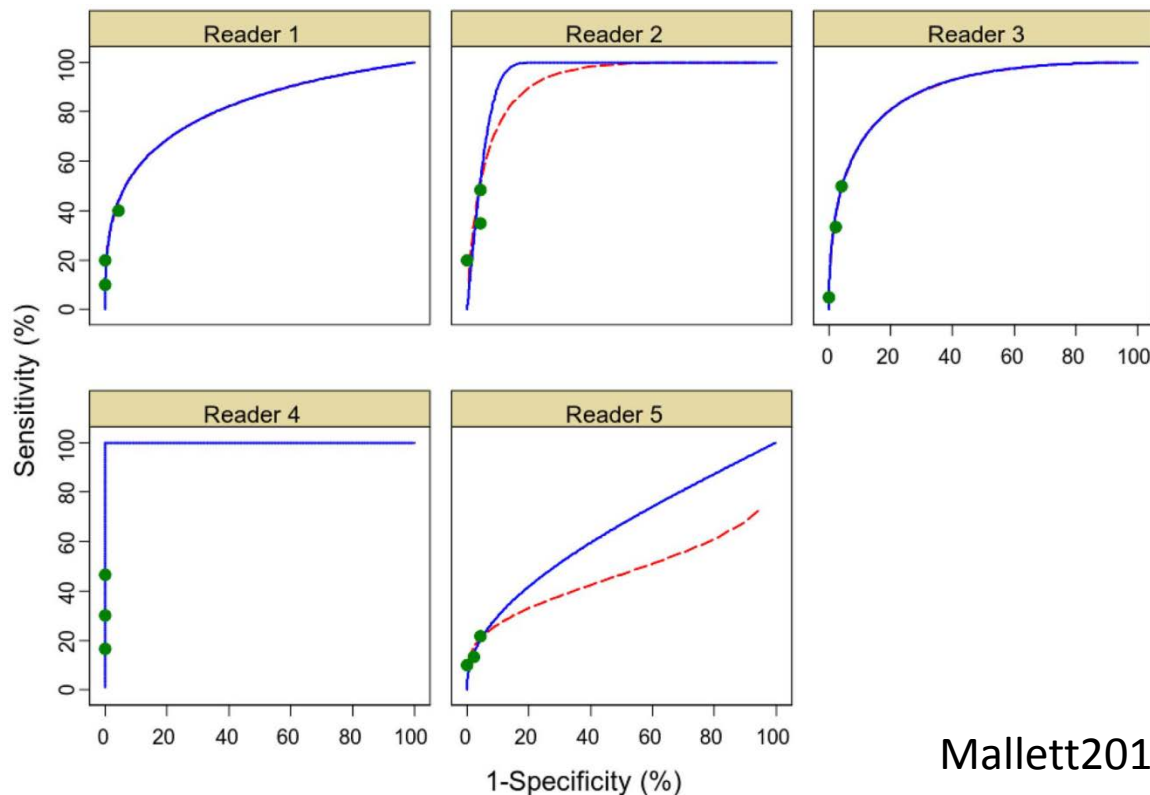 Reader 1
Reader 2
Reader 3
100
80
60
40
20
0
0 20 40 60 80 100
Reader 4
Reader 5
100
80
60
40
20
0
0 20 40 60 80 100
0 20 40 60 80 100
Sensitivity (%)
1-Specificity (%)
Mallett201